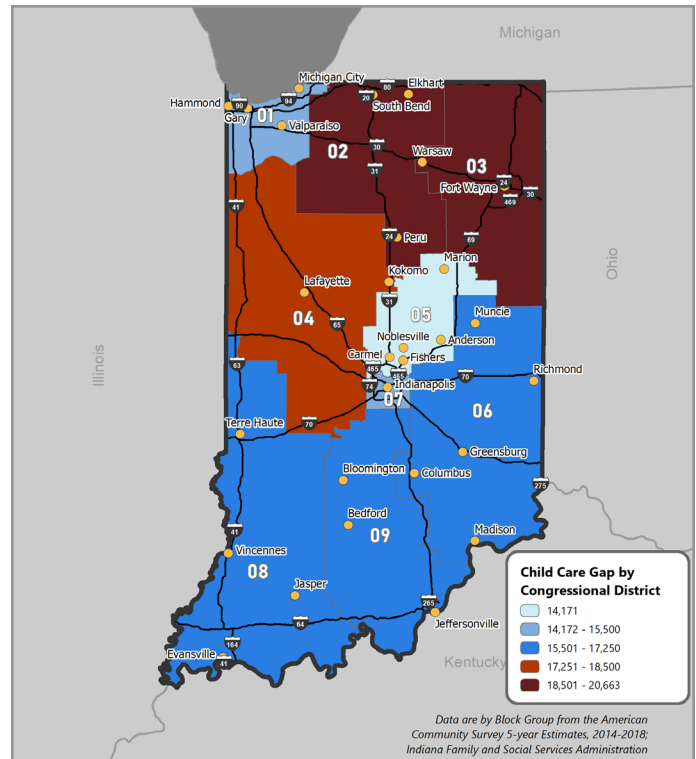 Michigan
Michigan City
80
Elkhart
Hammond
90
94
20
South Bend
Gary
01
Valparaiso
02
30
Warsaw
03
31
24
Fort Wayne
30
469
41
24
Peru
69
Marion
Ohio
Kokomo
Lafayette
31
04
05
Muncie
65
Noblesville
Anderson
Illinois
Carmel
Fishers
63
465
465
70
Richmond
74
Indianapolis
07
06
Terre Haute
70
Greensburg
Bloomington
Columbus
275
Bedford
41
09
Madison
Vincennes
08
Jasper
265
64
Jeffersonville
164
Evansville
41
Kentucky
Child Care Gap by
Congressional District
14,171
14,172 - 15,500
15,501 - 17,250
17,251 - 18,500
18,501 - 20,663
Data are by Block Group from the American
Community Survey 5-year Estimates, 2014-2018;
Indiana Family and Social Services Administration